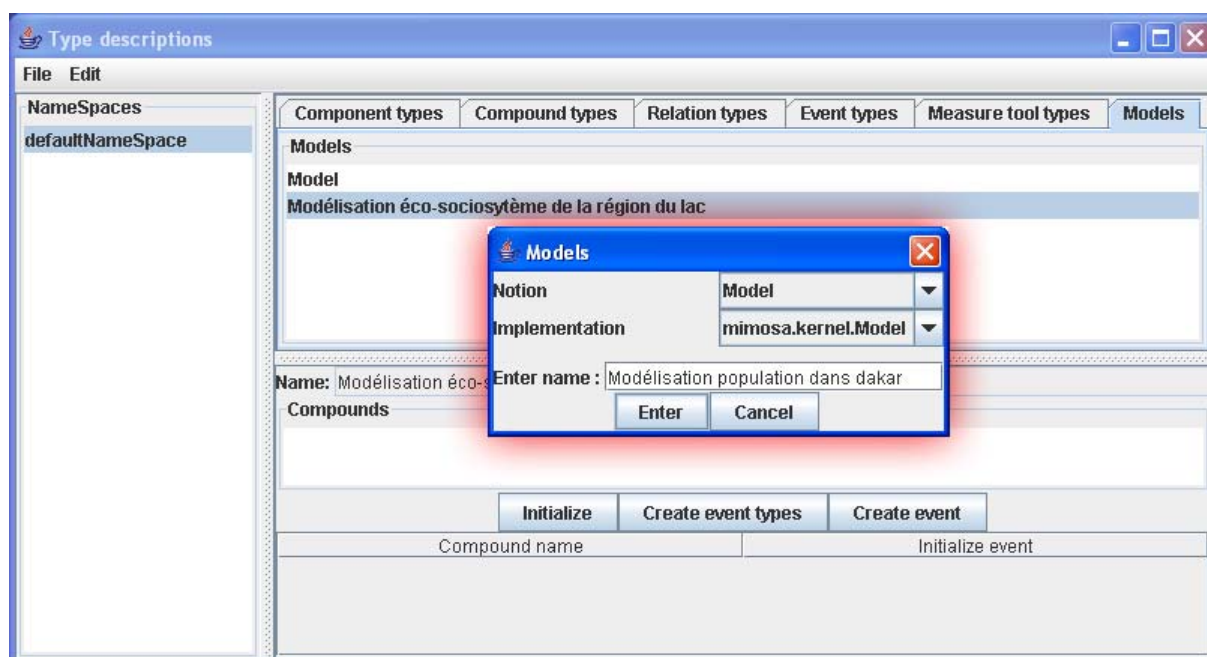 Type descriptions
File Edit
NameSpaces
defaultNameSpace
Component types Compound types Relation types Event types Measure tool types Models
Models
Model
Modélisation éco-sociosytème de la région du lac
Models
Notion Model
Implementation mimosa.kernel.Model
Enter name : Modélisation population dans dakar
Enter Cancel
Name: Modélisation éco-s
Compounds
Initialize Create event types Create event
Compound name Initialize event